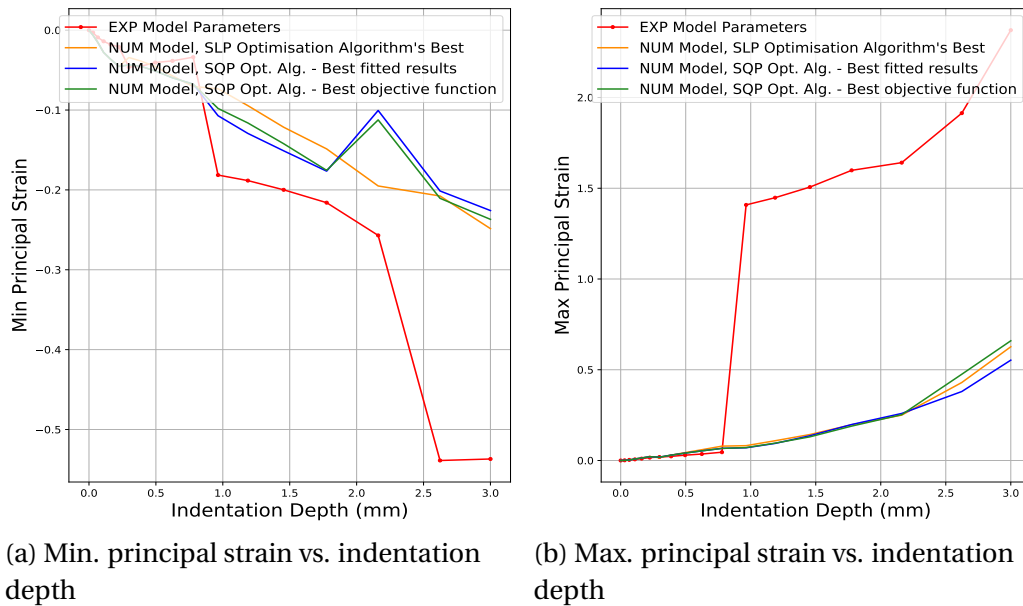 EXP Model Parameters
NUM Model, SLP Optimisation Algorithm's Best
NUM Model, SQP Opt. Alg. - Best fitted results
NUM Model, SQP Opt. Alg. - Best objective function
0.0
−0.1
−0.2
−0.3
−0.4
−0.5
Min Principal Strain
0.0 0.5 1.0 1.5 2.0 2.5 3.0
Indentation Depth (mm)
(a) Min. principal strain vs. indentation
depth
EXP Model Parameters
NUM Model, SLP Optimisation Algorithm's Best
NUM Model, SQP Opt. Alg. - Best fitted results
NUM Model, SQP Opt. Alg. - Best objective function
2.0
1.5
1.0
0.5
0.0
Max Principal Strain
0.0 0.5 1.0 1.5 2.0 2.5 3.0
Indentation Depth (mm)
(b) Max. principal strain vs. indentation
depth